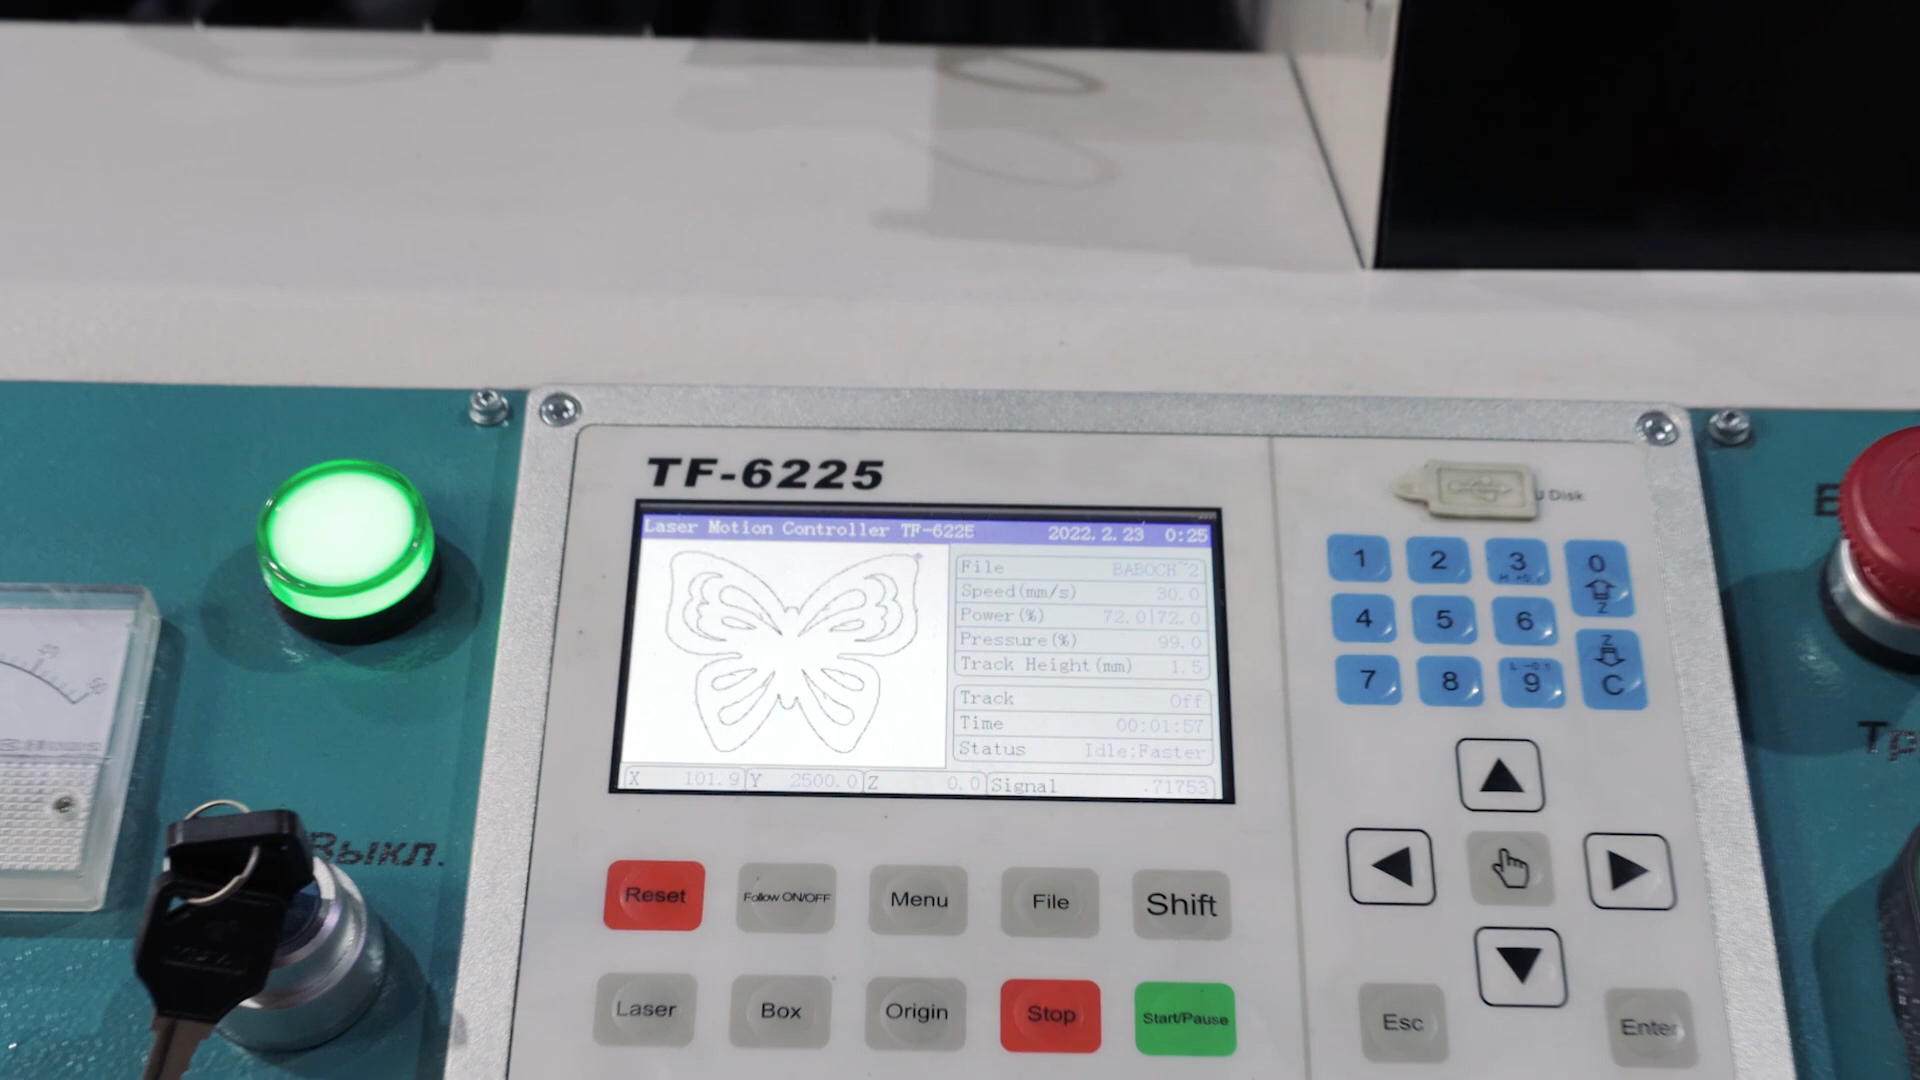 TF-6225
U Disk
Laser Motion Controller TF-6225 2022.2.23 0:25
File BABOCH~2
Speed(mm/s) 30.0
Power(%) 72.0|72.0
Pressure(%) 99.0
Track Height(mm) 1.5
Track Off
Time 00:01:57
Status Idle:Faster
X 101.9 Y 2500.0 Z 0.0 Signal .71753
1 2 3 0
Z
4 5 6
Z
7 8 9 C
Выкл.
Reset Follow ON/OFF Menu File Shift
Laser Box Origin Stop Start/Pause
Esc Enter